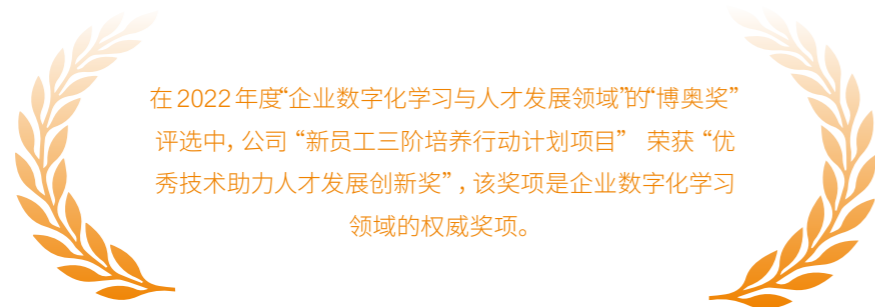 在2022年度“企业数字化学习与人才发展领域”的“博奥奖”
评选中，公司“新员工三阶培养行动计划项目” 荣获“优
秀技术助力人才发展创新奖”，该奖项是企业数字化学习
领域的权威奖项。